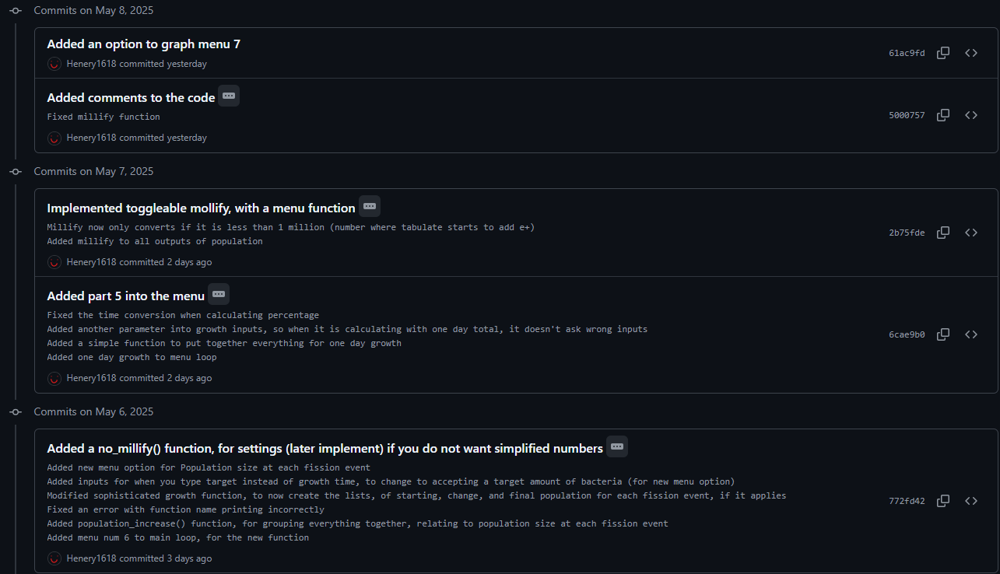 Commits on May 8, 2025
Added an option to graph menu 7
Henery1618 committed yesterday
61ac9fd
Added comments to the code
Fixed millify function
Henery1618 committed yesterday
5000757
Commits on May 7, 2025
Implemented toggleable mollify, with a menu function
Millify now only converts if it is less than 1 million (number where tabulate starts to add e+)
Added millify to all outputs of population
Henery1618 committed 2 days ago
2b75fde
Added part 5 into the menu
Fixed the time conversion when calculating percentage
Added another parameter into growth inputs, so when it is calculating with one day total, it doesn't ask wrong inputs
Added a simple function to put together everything for one day growth
Added one day growth to menu loop
Henery1618 committed 2 days ago
6cae9b0
Commits on May 6, 2025
Added a no_millify() function, for settings (later implement) if you do not want simplified numbers
Added new menu option for Population size at each fission event
Added inputs for when you type target instead of growth time, to change to accepting a target amount of bacteria (for new menu option)
Modified sophisticated growth function, to now create the lists, of starting, change, and final population for each fission event, if it applies
Fixed an error with function name printing incorrectly
Added population_increase() function, for grouping everything together, relating to population size at each fission event
Added menu num 6 to main loop, for the new function
Henery1618 committed 3 days ago
772fd42